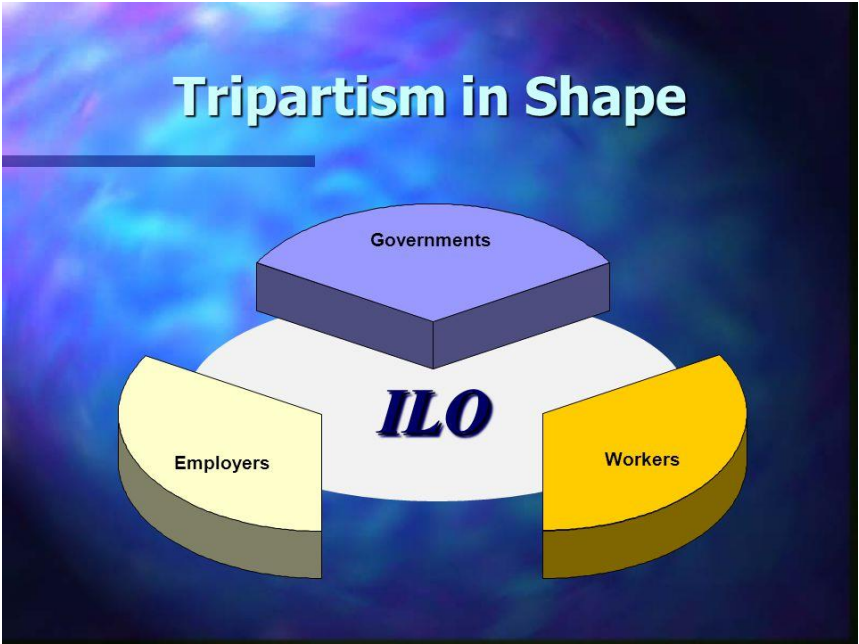 Tripartism in Shape
Governments
ILO
Employers
Workers